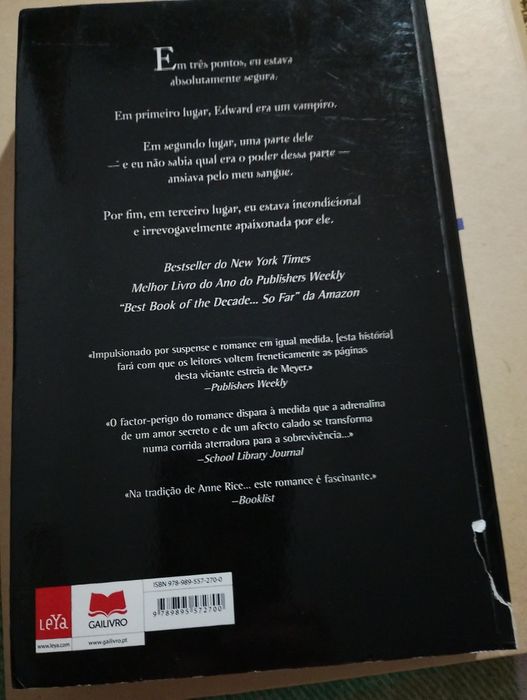 Em três pontos, eu estava
absolutamente segura.
Em primeiro lugar, Edward era um vampiro.
Em segundo lugar, uma parte dele
— e eu não sabia qual era o poder dessa parte —
ansiava pelo meu sangue.
Por fim, em terceiro lugar, eu estava incondicional
e irrevogavelmente apaixonada por ele.
Bestseller do New York Times
Melhor Livro do Ano do Publishers Weekly
“Best Book of the Decade... So Far” da Amazon
«Impulsionado por suspense e romance em igual medida, [esta história]
fará com que os leitores voltem freneticamente as páginas
desta viciante estreia de Meyer.»
—Publishers Weekly
«O factor-perigo do romance dispara à medida que a adrenalina
de um amor secreto e de um afecto calado se transforma
numa corrida aterradora para a sobrevivência...»
—School Library Journal
«Na tradição de Anne Rice... este romance é fascinante.»
—Booklist
LeYa
www.leya.com
GAILIVRO
www.gailivro.pt
ISBN 978-989-557-270-0
9 789895 572700